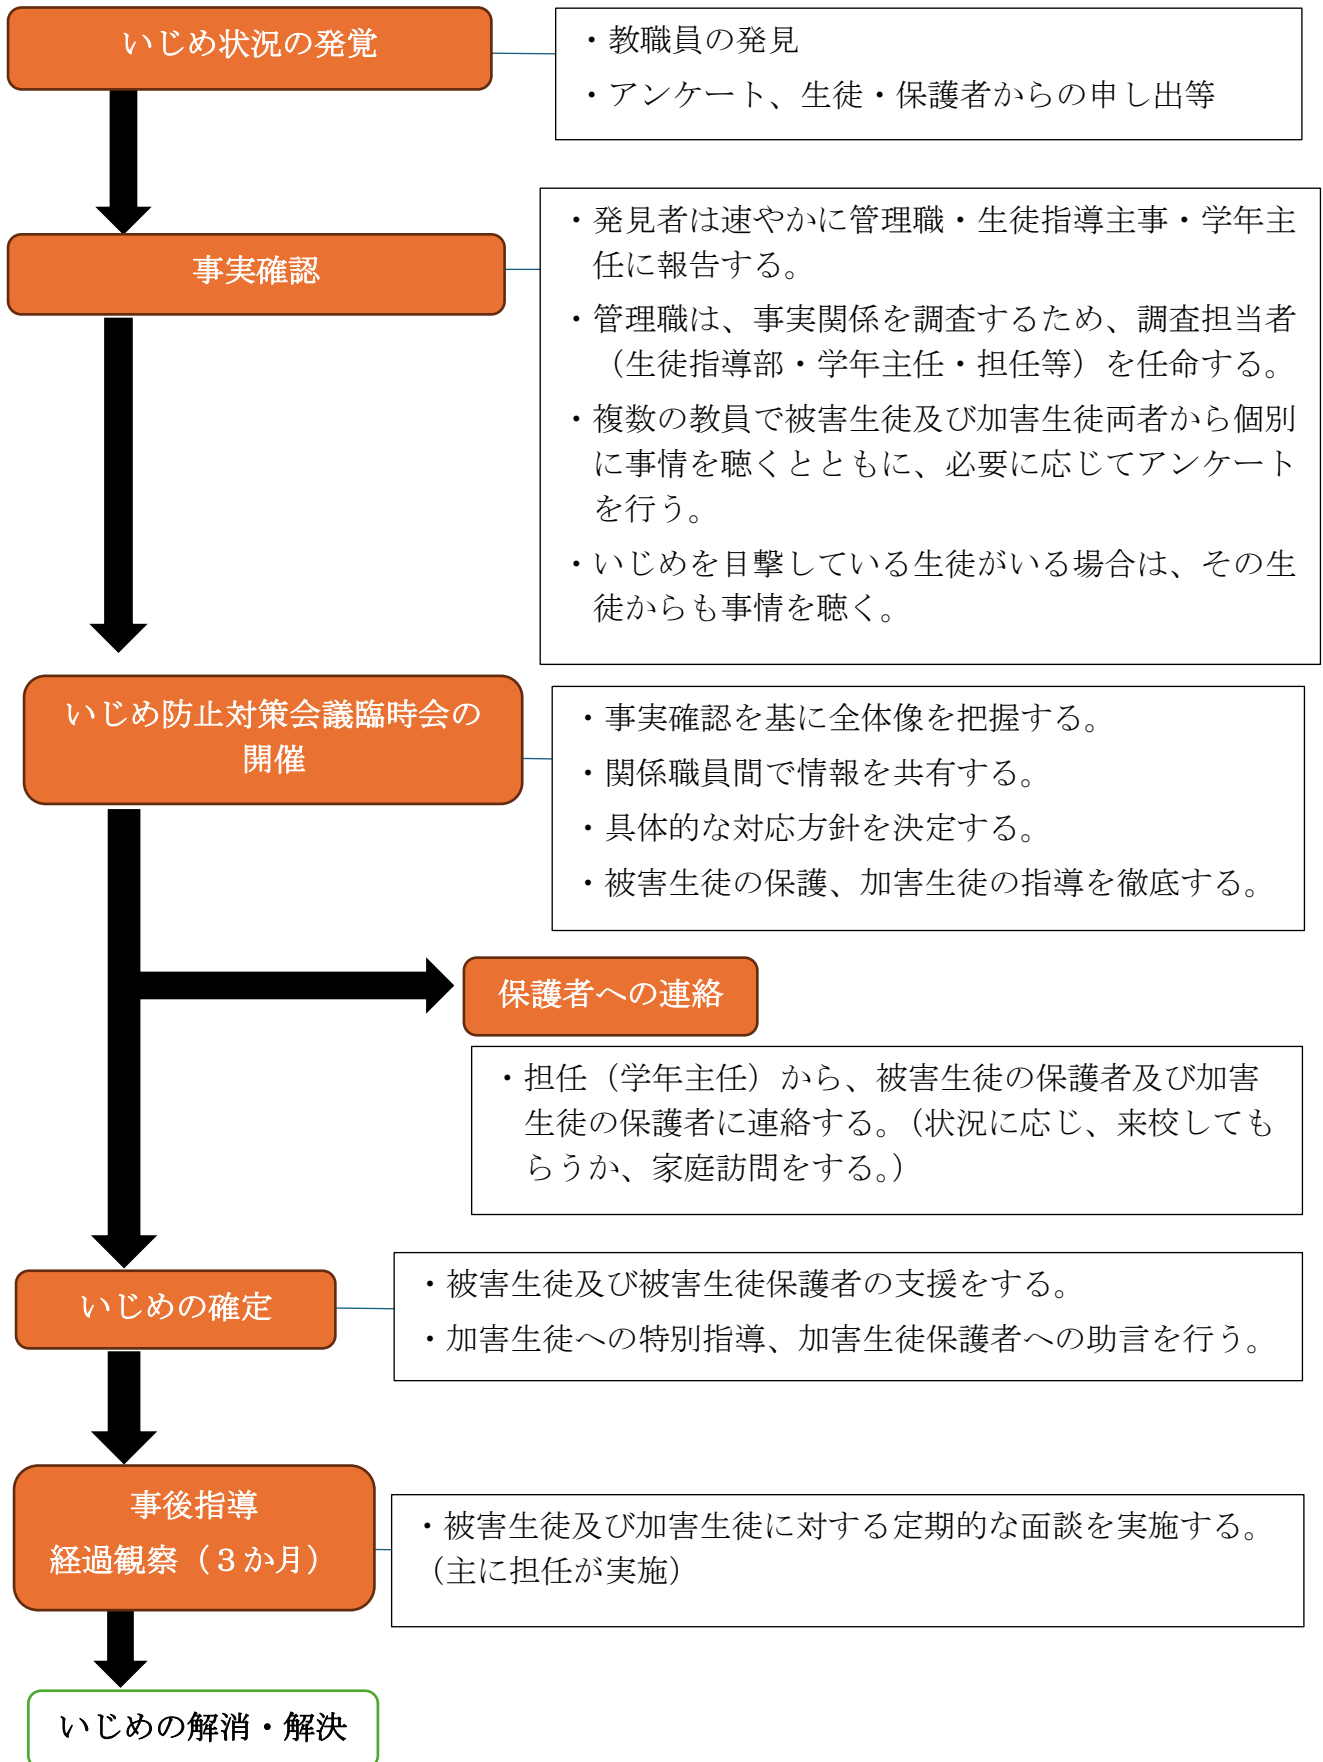 いじめ状況の発覚
・教職員の発見
・アンケート、生徒・保護者からの申し出等
事実確認
・発見者は速やかに管理職・生徒指導主事・学年主
任に報告する。
・管理職は、事実関係を調査するため、調査担当者
（生徒指導部・学年主任・担任等）を任命する。
・複数の教員で被害生徒及び加害生徒両者から個別
に事情を聴くとともに、必要に応じてアンケート
を行う。
・いじめを目撃している生徒がいる場合は、その生
徒からも事情を聴く。
いじめ防止対策会議臨時会の
開催
・事実確認を基に全体像を把握する。
・関係職員間で情報を共有する。
・具体的な対応方針を決定する。
・被害生徒の保護、加害生徒の指導を徹底する。
保護者への連絡
・担任（学年主任）から、被害生徒の保護者及び加害
生徒の保護者に連絡する。（状況に応じ、来校しても
らうか、家庭訪問をする。）
いじめの確定
・被害生徒及び被害生徒保護者の支援をする。
・加害生徒への特別指導、加害生徒保護者への助言を行う。
事後指導
経過観察（３か月）
・被害生徒及び加害生徒に対する定期的な面談を実施する。
（主に担任が実施）
いじめの解消・解決